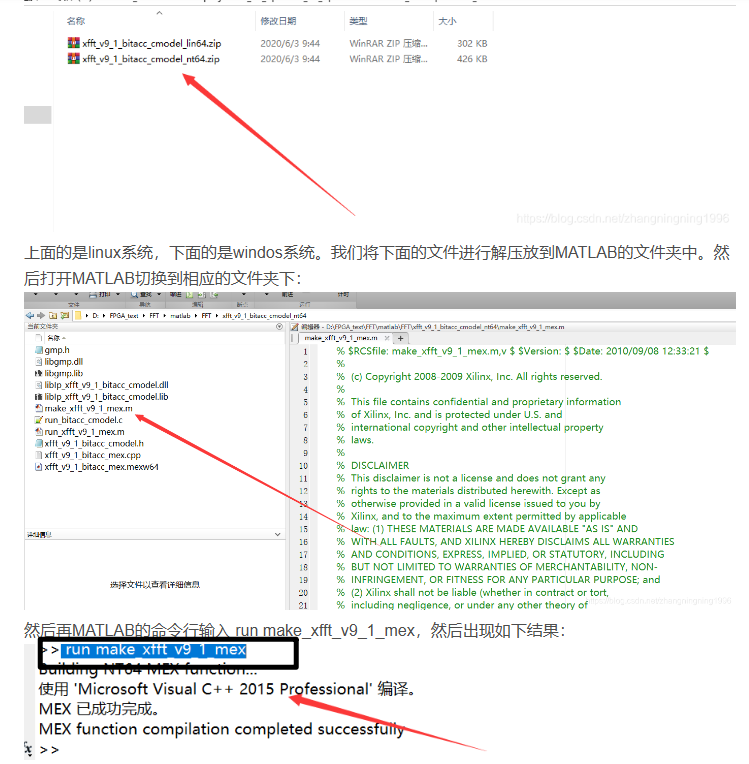 名称 修改日期 类型 大小
xfft_v9_1_bitacc_cmodel_lin64.zip 2020/6/3 9:44 WinRAR ZIP 压缩... 302 KB
xfft_v9_1_bitacc_cmodel_nt64.zip 2020/6/3 9:44 WinRAR ZIP 压缩... 426 KB
https://blog.csdn.net/zhangningning1996
上面的是linux系统，下面的是windos系统。我们将下面的文件进行解压放到MATLAB的文件夹中。然
后打开MATLAB切换到相应的文件夹下：
D: ▸ FPGA_text ▸ FFT ▸ matlab ▸ FFT ▸ xfft_v9_1_bitacc_cmodel_nt64
当前文件夹
编辑器 - D:\FPGA_text\FFT\matlab\FFT\xfft_v9_1_bitacc_cmodel_nt64\make_xfft_v9_1_mex.m
名称
make_xfft_v9_1_mex.m × +
gmp.h
libgmp.dll
libgmp.lib
libIp_xfft_v9_1_bitacc_cmodel.dll
libIp_xfft_v9_1_bitacc_cmodel.lib
make_xfft_v9_1_mex.m
run_bitacc_cmodel.c
run_xfft_v9_1_mex.m
xfft_v9_1_bitacc_cmodel.h
xfft_v9_1_bitacc_mex.cpp
xfft_v9_1_bitacc_mex.mexw64
详细信息
选择文件以查看详细信息
1 % $RCSfile: make_xfft_v9_1_mex.m,v $ $Version: $ $Date: 2010/09/08 12:33:21 $
2 %
3 % (c) Copyright 2008-2009 Xilinx, Inc. All rights reserved.
4 %
5 % This file contains confidential and proprietary information
6 % of Xilinx, Inc. and is protected under U.S. and
7 % international copyright and other intellectual property
8 % laws.
9 %
10 % DISCLAIMER
11 % This disclaimer is not a license and does not grant any
12 % rights to the materials distributed herewith. Except as
13 % otherwise provided in a valid license issued to you by
14 % Xilinx, and to the maximum extent permitted by applicable
15 % law: (1) THESE MATERIALS ARE MADE AVAILABLE "AS IS" AND
16 % WITH ALL FAULTS, AND XILINX HEREBY DISCLAIMS ALL WARRANTIES
17 % AND CONDITIONS, EXPRESS, IMPLIED, OR STATUTORY, INCLUDING
18 % BUT NOT LIMITED TO WARRANTIES OF MERCHANTABILITY, NON-
19 % INFRINGEMENT, OR FITNESS FOR ANY PARTICULAR PURPOSE; and
20 % (2) Xilinx shall not be liable (whether in contract or tort,
21 % including negligence, or under any other theory of
然后再MATLAB的命令行输入 run make_xfft_v9_1_mex，然后出现如下结果：
>> run make_xfft_v9_1_mex
Building NT64 MEX function...
使用 'Microsoft Visual C++ 2015 Professional' 编译。
MEX 已成功完成。
MEX function compilation completed successfully
>>